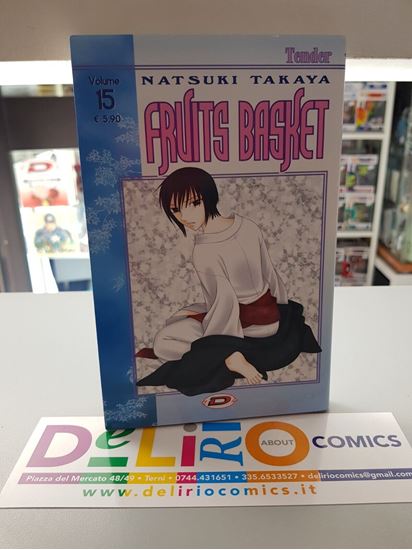 Tender
Volume
15
€ 5,90
NATSUKI TAKAYA
FRUITS BASKET
D
DeLiRiO ABOUT COMICS
Piazza del Mercato 48/49 • Terni • 0744.431651 • 335.6533527 • deliriocomics@gmail.com
www.deliriocomics.it